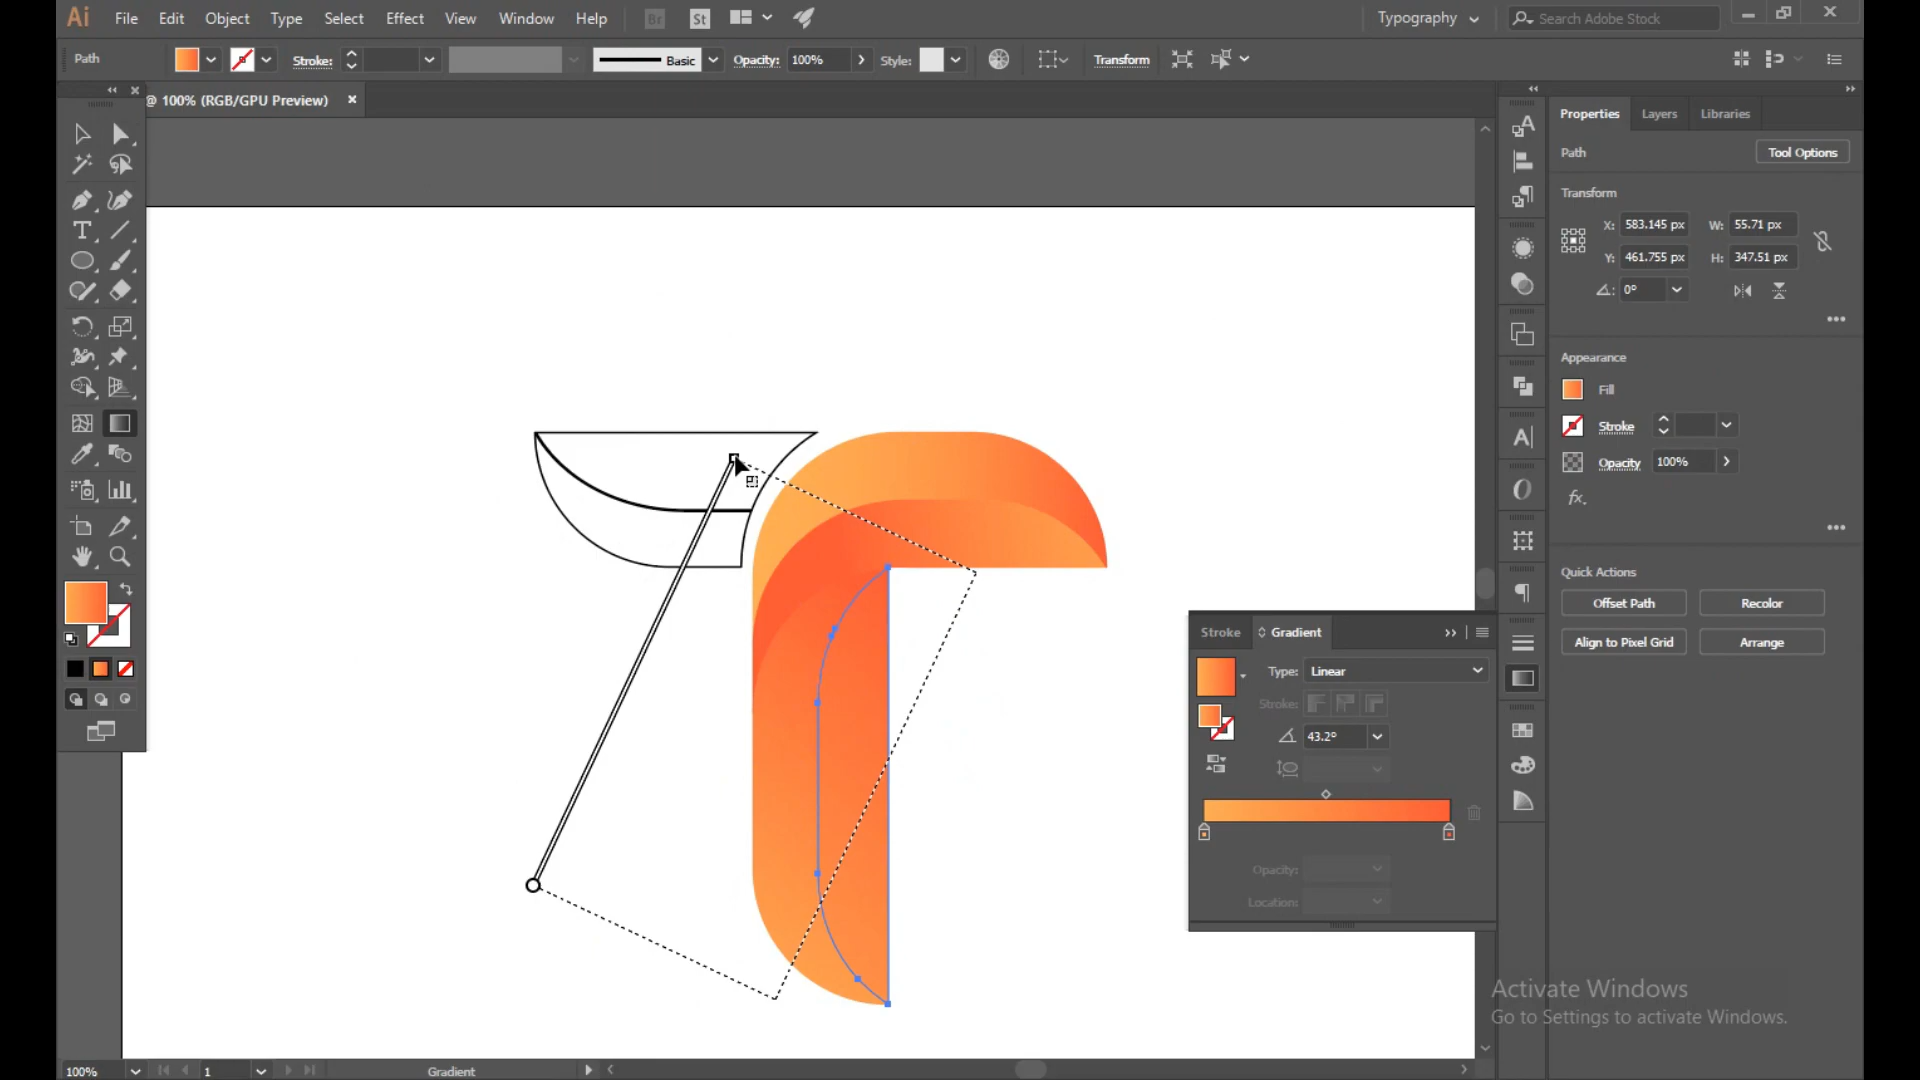 Ai File Edit Object Type Select Effect View Window Help Br St Typography Search Adobe Stock
Path Stroke: Basic Opacity: 100% Style: Transform
@ 100% (RGB/GPU Preview)
Properties Layers Libraries
Path Tool Options
Transform
X: 583.145 px W: 55.71 px
Y: 461.755 px H: 347.51 px
0°
Appearance
Fill
Stroke
Opacity 100%
fx.
Quick Actions
Offset Path Recolor
Align to Pixel Grid Arrange
Stroke Gradient
Type: Linear
Stroke:
43.2°
Opacity:
Location:
Activate Windows
Go to Settings to activate Windows.
100% 1 Gradient